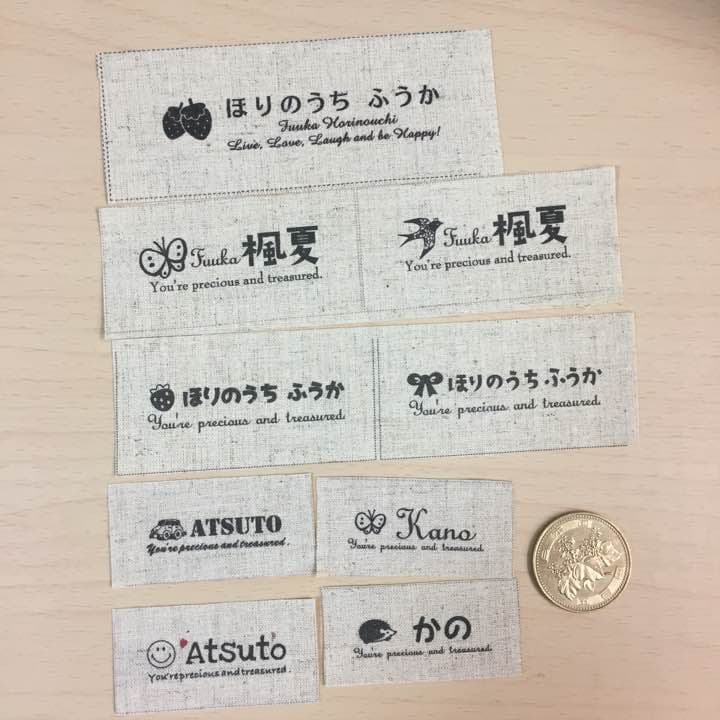 ほりのうち ふうか
Fuuka Horinouchi
Live, Love, Laugh and be Happy!
Fuuka 楓夏
You're precious and treasured.
Fuuka 楓夏
You're precious and treasured.
ほりのうち ふうか
You're precious and treasured.
ほりのうち ふうか
You're precious and treasured.
ATSUTO
You're precious and treasured.
Kano
You're precious and treasured.
Atsuto
You're precious and treasured.
かの
You're precious and treasured.